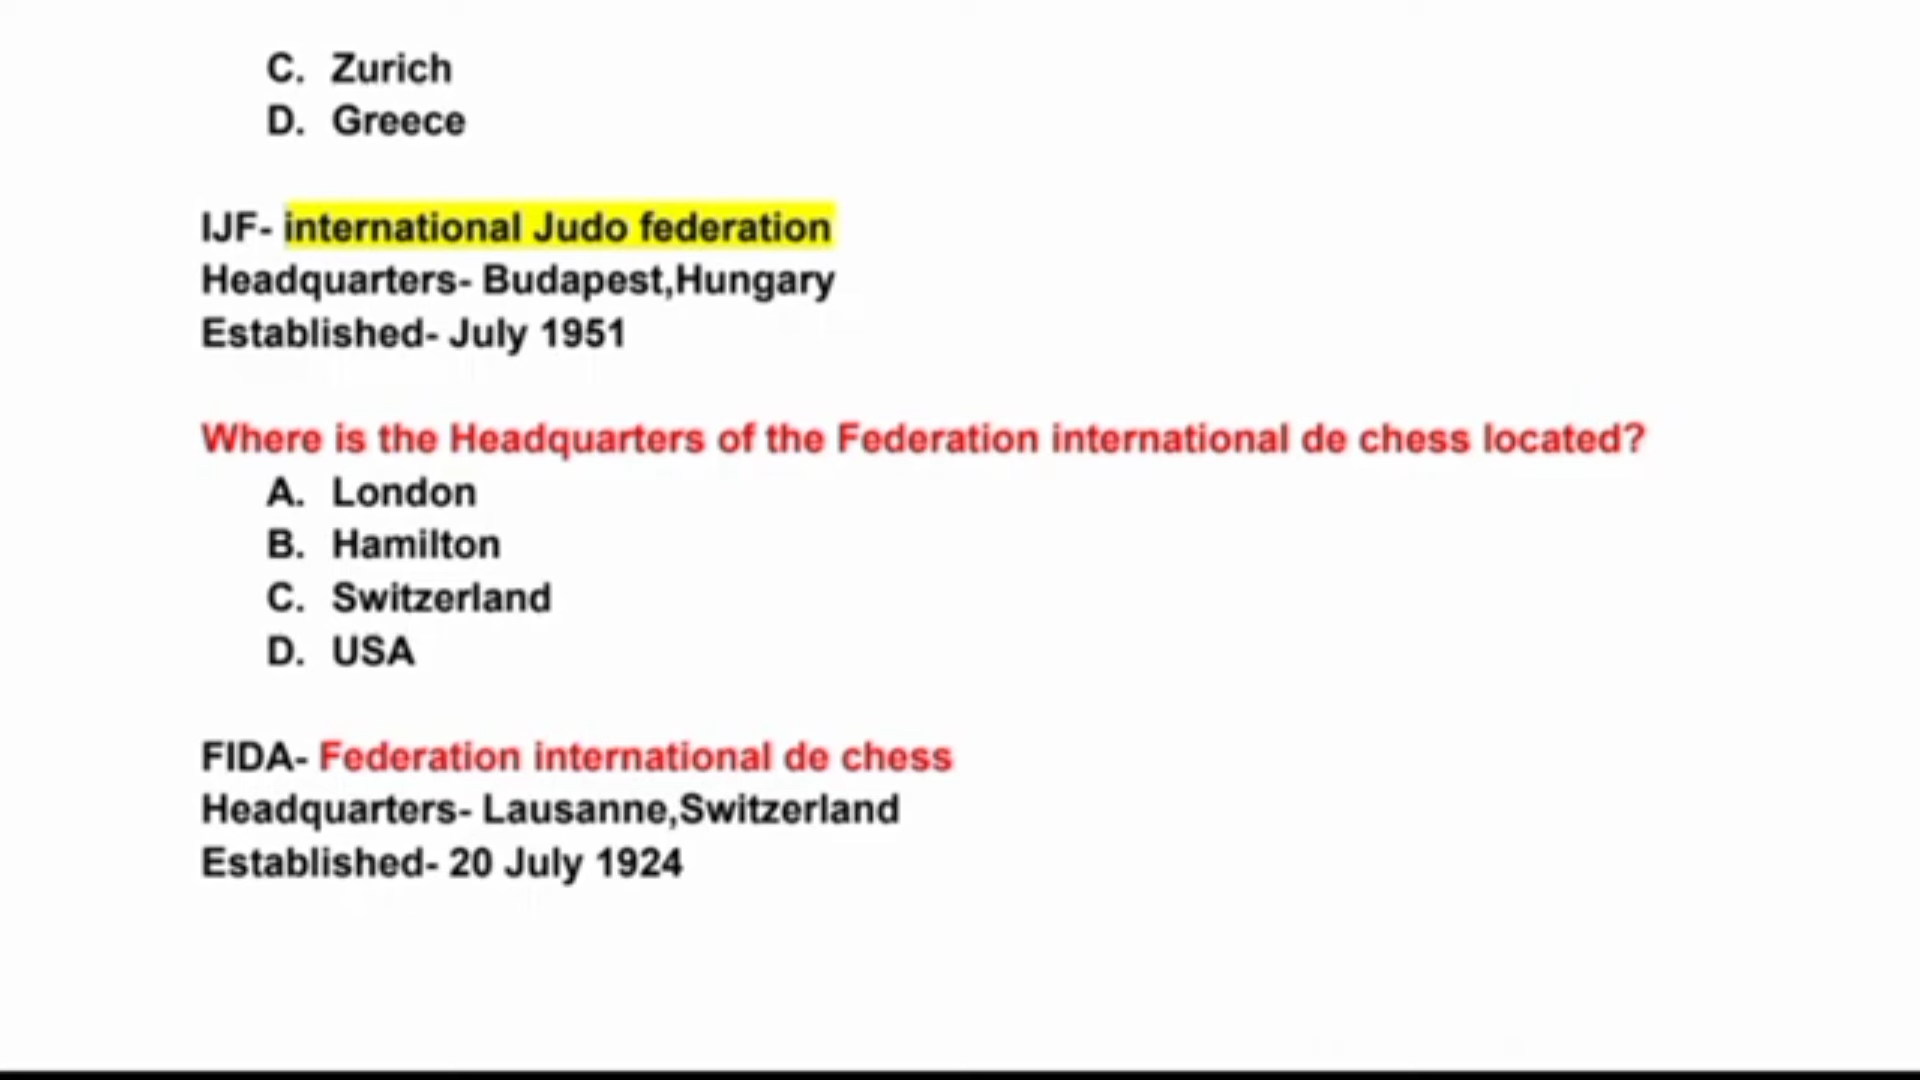 C. Zurich
D. Greece
IJF- international Judo federation
Headquarters- Budapest,Hungary
Established- July 1951
Where is the Headquarters of the Federation international de chess located?
A. London
B. Hamilton
C. Switzerland
D. USA
FIDA- Federation international de chess
Headquarters- Lausanne,Switzerland
Established- 20 July 1924